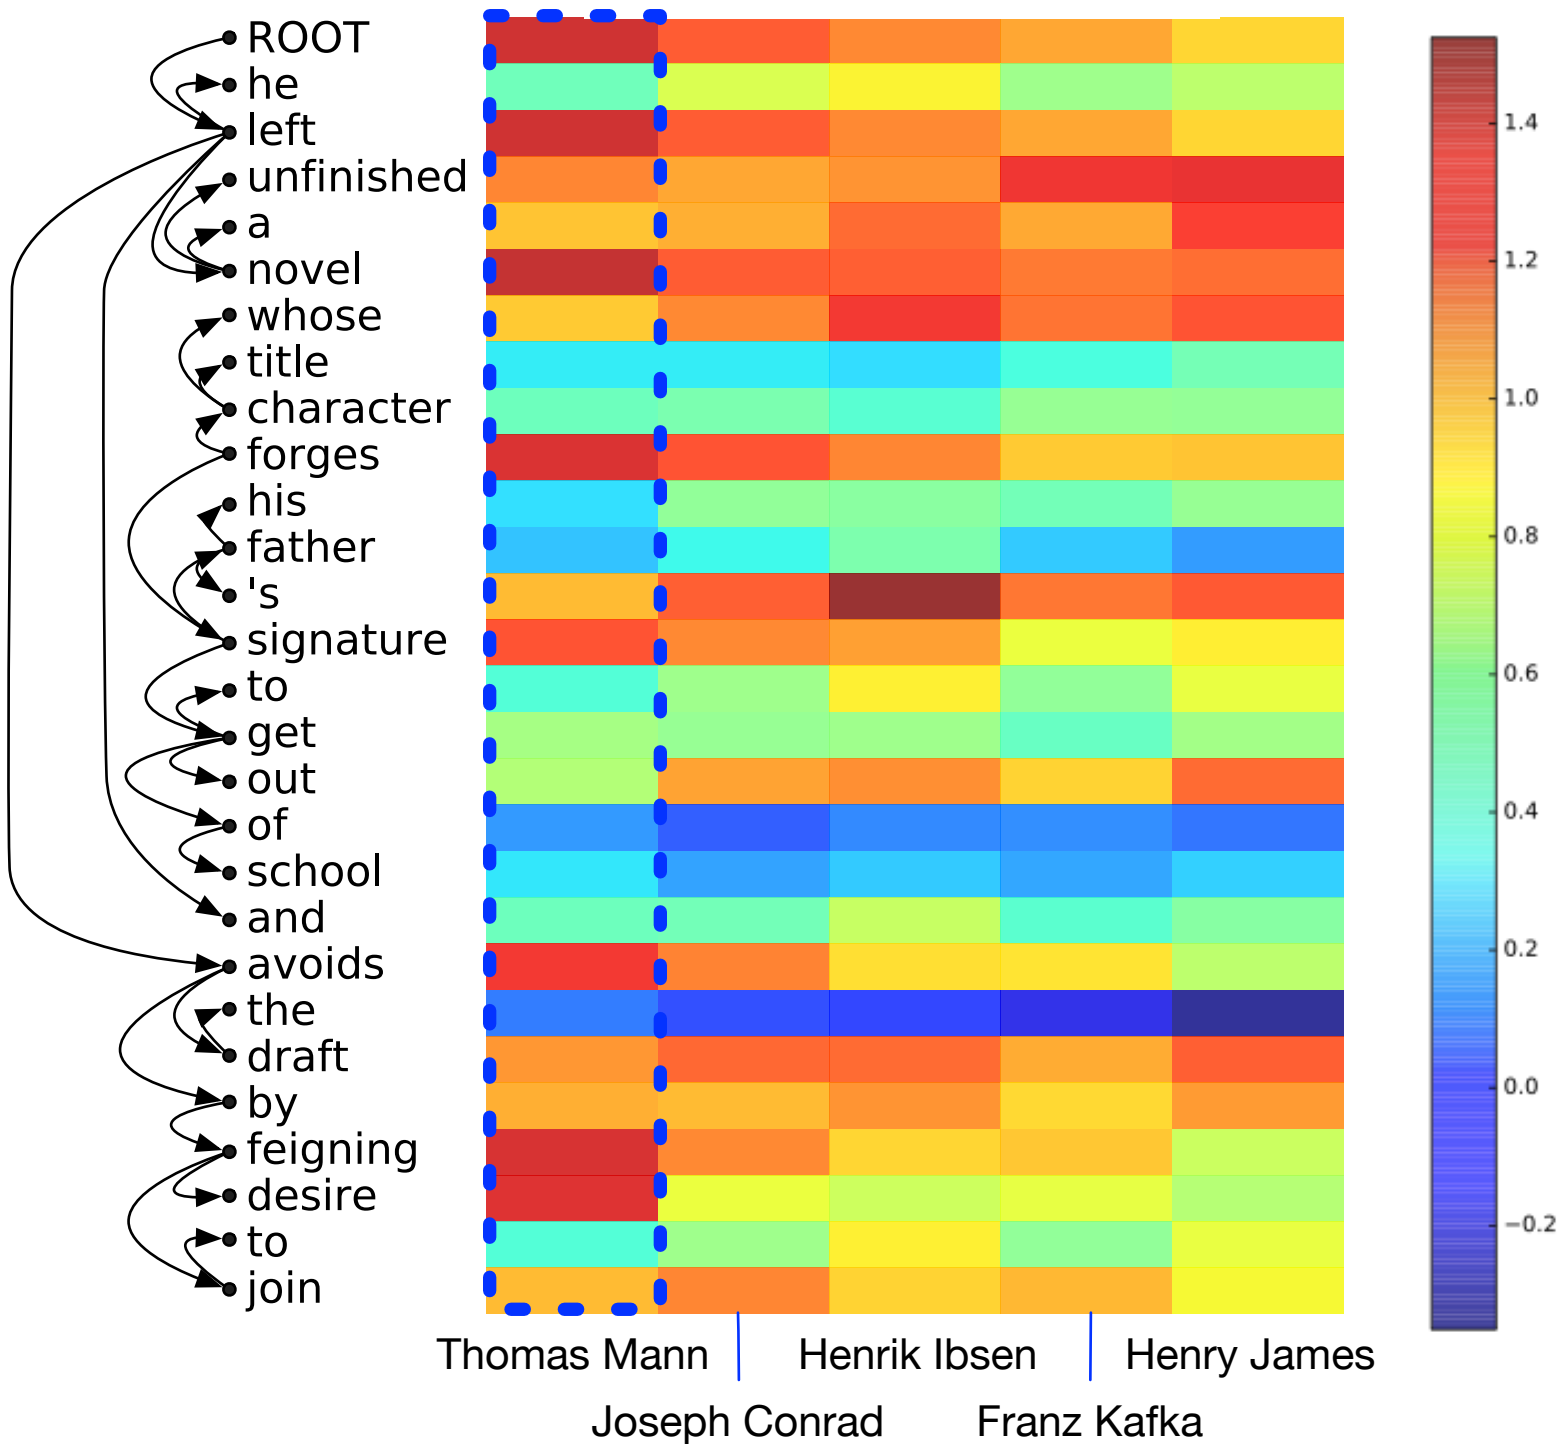 ROOT
he
left
unfinished
a
novel
whose
title
character
forges
his
father
's
signature
to
get
out
of
school
and
avoids
the
draft
by
feigning
desire
to
join
1.4
1.2
1.0
0.8
0.6
0.4
0.2
0.0
−0.2
Thomas Mann
Henrik Ibsen
Henry James
Joseph Conrad
Franz Kafka